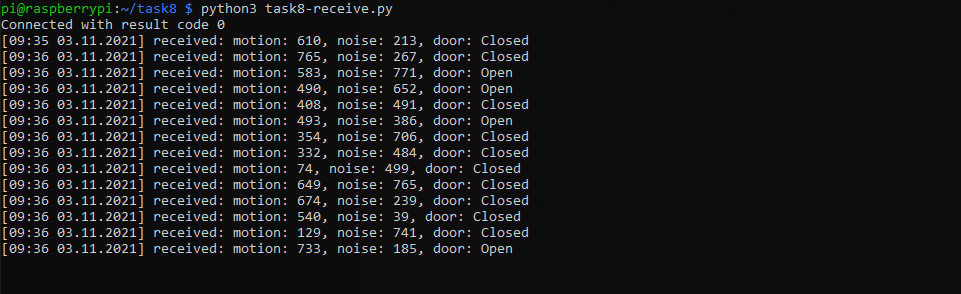 pi@raspberrypi:~/task8 $ python3 task8-receive.py
Connected with result code 0
[09:35 03.11.2021] received: motion: 610, noise: 213, door: Closed
[09:36 03.11.2021] received: motion: 765, noise: 267, door: Closed
[09:36 03.11.2021] received: motion: 583, noise: 771, door: Open
[09:36 03.11.2021] received: motion: 490, noise: 652, door: Open
[09:36 03.11.2021] received: motion: 408, noise: 491, door: Closed
[09:36 03.11.2021] received: motion: 493, noise: 386, door: Open
[09:36 03.11.2021] received: motion: 354, noise: 706, door: Closed
[09:36 03.11.2021] received: motion: 332, noise: 484, door: Closed
[09:36 03.11.2021] received: motion: 74, noise: 499, door: Closed
[09:36 03.11.2021] received: motion: 649, noise: 765, door: Closed
[09:36 03.11.2021] received: motion: 674, noise: 239, door: Closed
[09:36 03.11.2021] received: motion: 540, noise: 39, door: Closed
[09:36 03.11.2021] received: motion: 129, noise: 741, door: Closed
[09:36 03.11.2021] received: motion: 733, noise: 185, door: Open